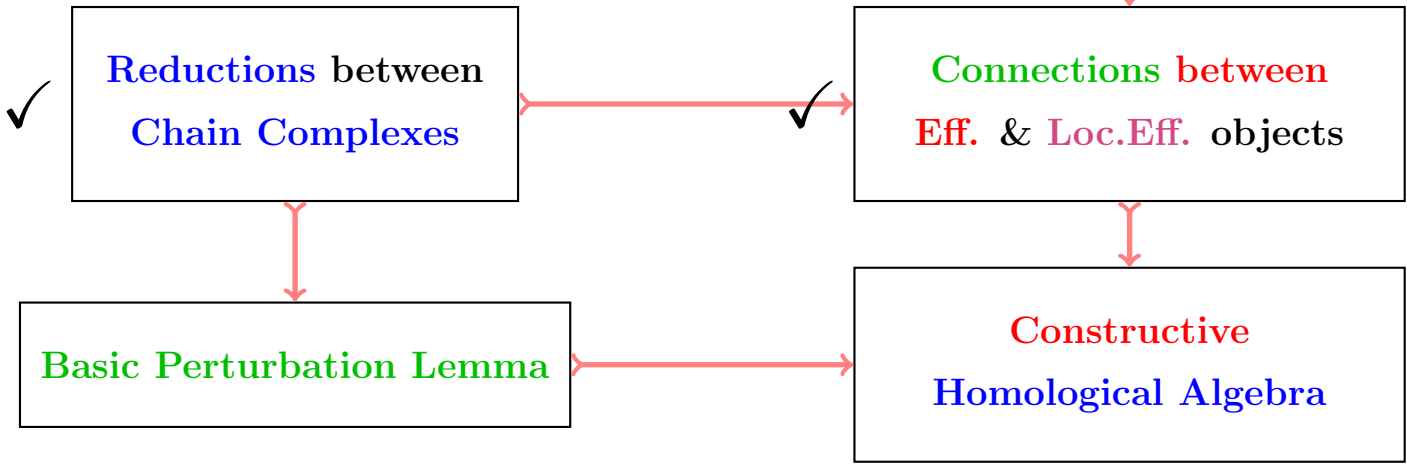 Reductions between
Chain Complexes
Connections between
Eff. & Loc.Eff. objects
Basic Perturbation Lemma
Constructive
Homological Algebra